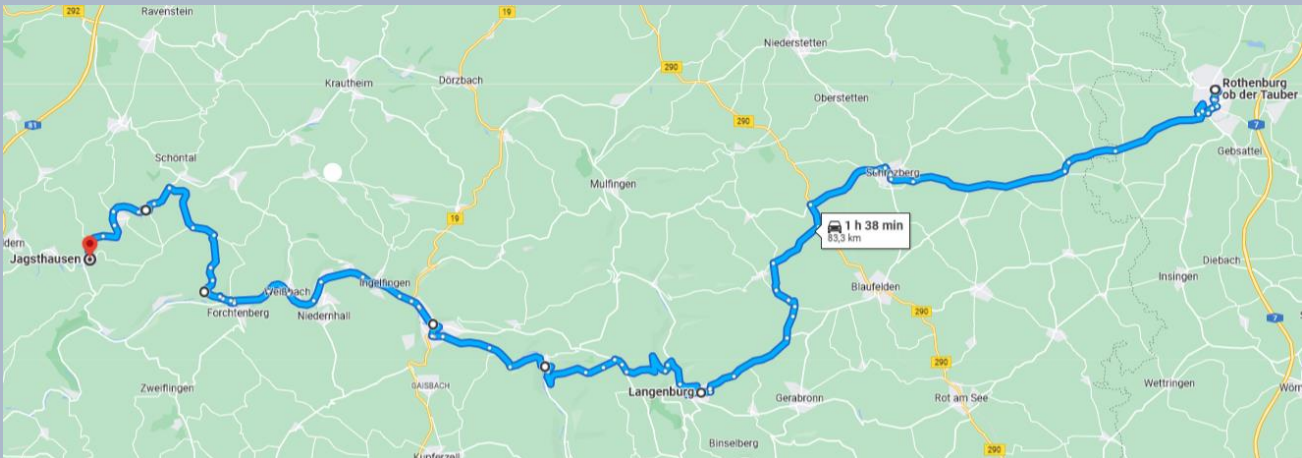 292
Ravenstein
19
Niederstetten
Krautheim
Dörzbach
290
Rothenburg
ob der Tauber
Oberstetten
81
290
7
Schöntal
Gebsattel
Schrozberg
Mulfingen
19
1 h 38 min
83,3 km
dern
Jagsthausen
Diebach
Ingelfingen
Insingen
Weißbach
Blaufelden
Forchtenberg
Niedernhall
290
7
290
GAISBACH
Zweiflingen
Wettringen
Langenburg
Gerabronn
Rot am See
Wörn
Binselberg
290
Kupferzell